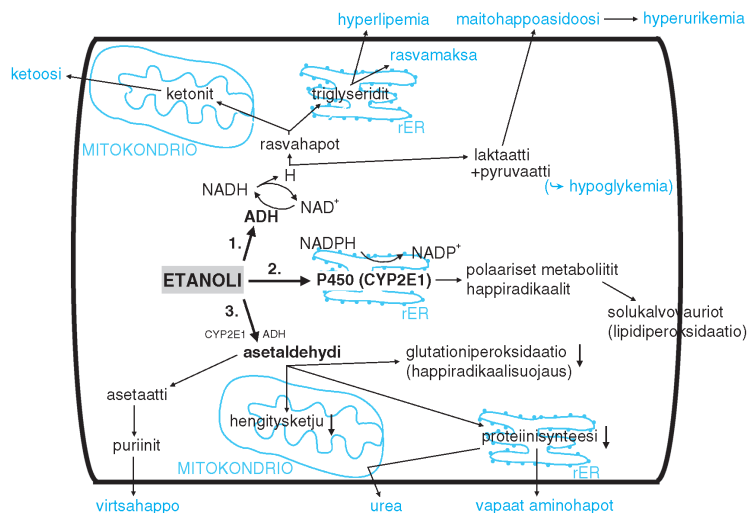 hyperlipemia
maitohappoasidoosi
hyperurikemia
rasvamaksa
ketoosi
ketonit
triglyseridit
rER
MITOKONDRIO
rasvahapot
laktaatti
+pyruvaatti
H
NADH
(↪ hypoglykemia)
NAD+
ADH
1.
NADPH
NADP+
ETANOLI
2.
P450 (CYP2E1)
polaariset metaboliitit
happiradikaalit
rER
3.
solukalvovauriot
(lipidiperoksidaatio)
CYP2E1
ADH
asetaldehydi
glutationiperoksidaatio
(happiradikaalisuojaus)
asetaatti
hengitysketju
proteiinisynteesi
puriinit
MITOKONDRIO
rER
virtsahappo
urea
vapaat aminohapot